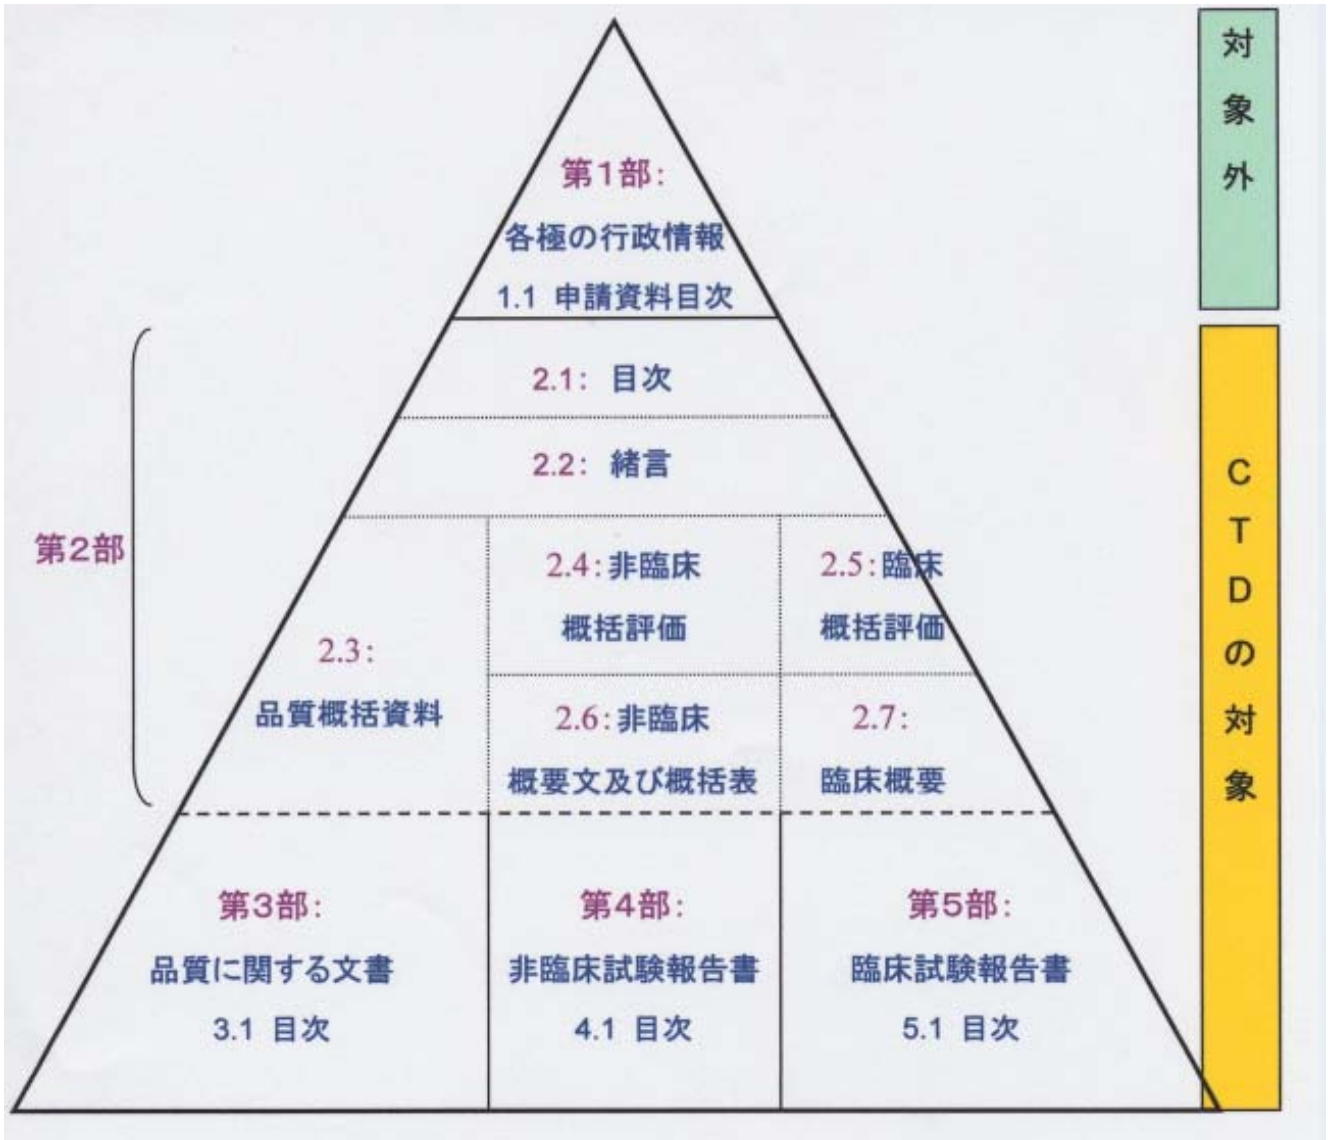 第1部:
各極の行政情報
1.1 申請資料目次
2.1: 目次
2.2: 緒言
第2部
2.3:
品質概括資料
2.4:非臨床
概括評価
2.5:臨床
概括評価
2.6:非臨床
概要文及び概括表
2.7:
臨床概要
第3部:
品質に関する文書
3.1 目次
第4部:
非臨床試験報告書
4.1 目次
第5部:
臨床試験報告書
5.1 目次
対象外
CTDの対象